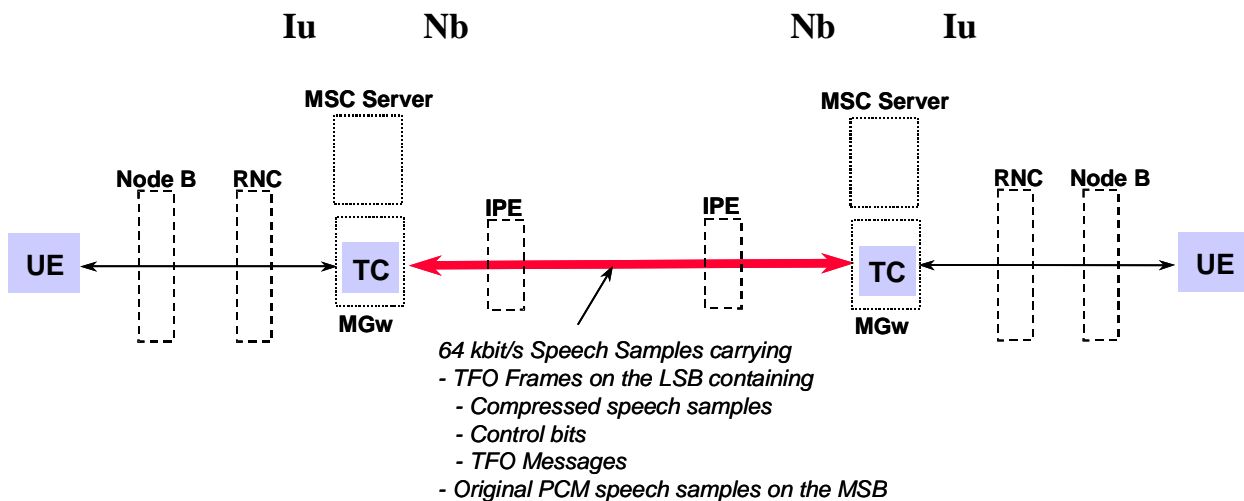 Iu Nb Nb Iu
MSC Server MSC Server
Node B RNC RNC Node B
IPE IPE
UE TC TC UE
MGw MGw
64 kbit/s Speech Samples carrying
- TFO Frames on the LSB containing
- Compressed speech samples
- Control bits
- TFO Messages
- Original PCM speech samples on the MSB